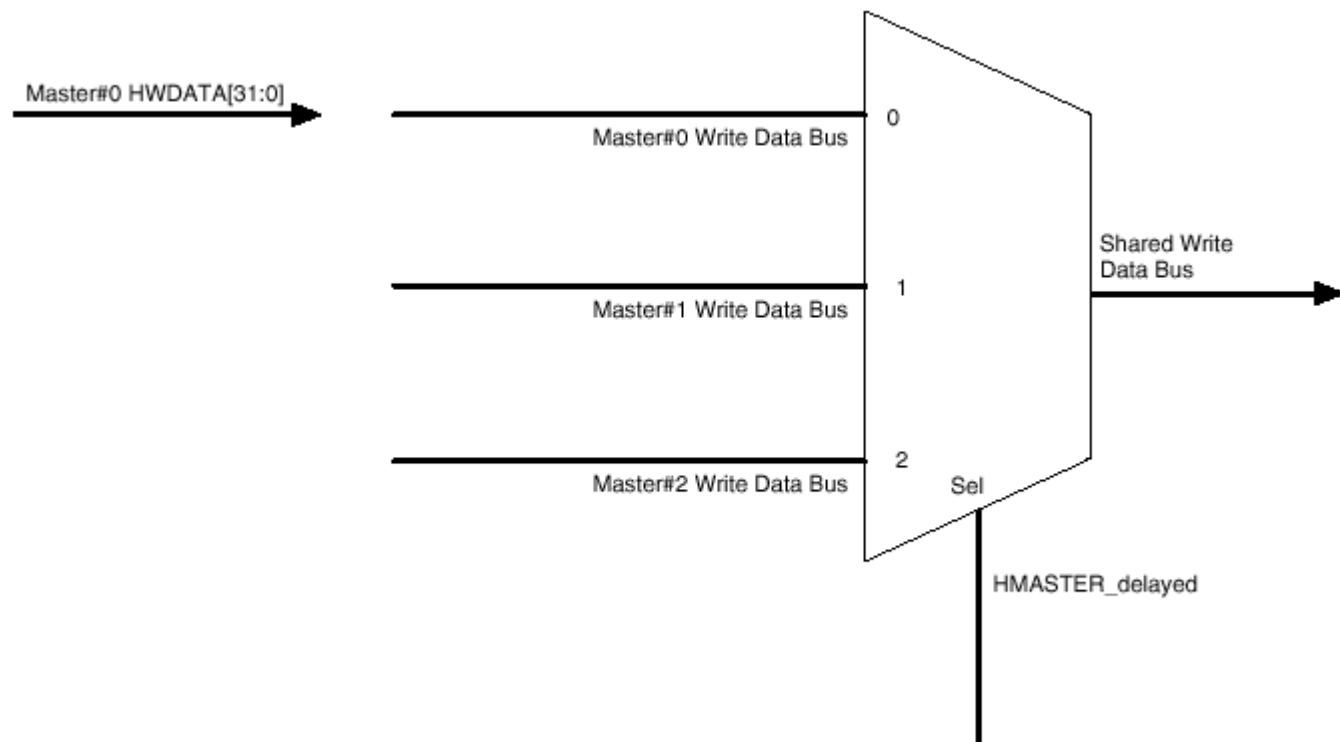 Master#0 HWDATA[31:0]
0
Master#0 Write Data Bus
Shared Write
Data Bus
1
Master#1 Write Data Bus
2
Master#2 Write Data Bus
Sel
HMASTER_delayed